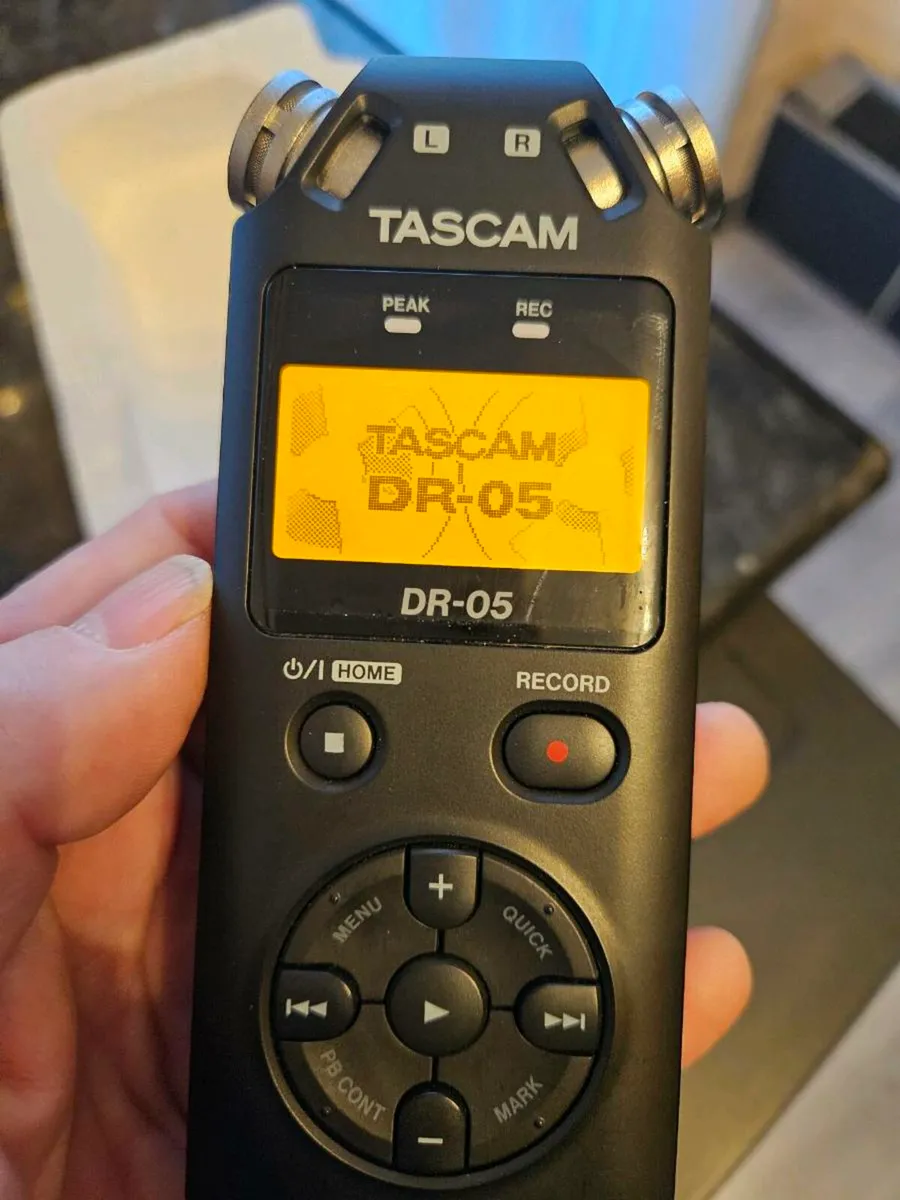 L R
TASCAM
PEAK REC
TASCAM
DR-05
DR-05
⏻/I HOME RECORD
+
MENU QUICK
PB CONT MARK
−